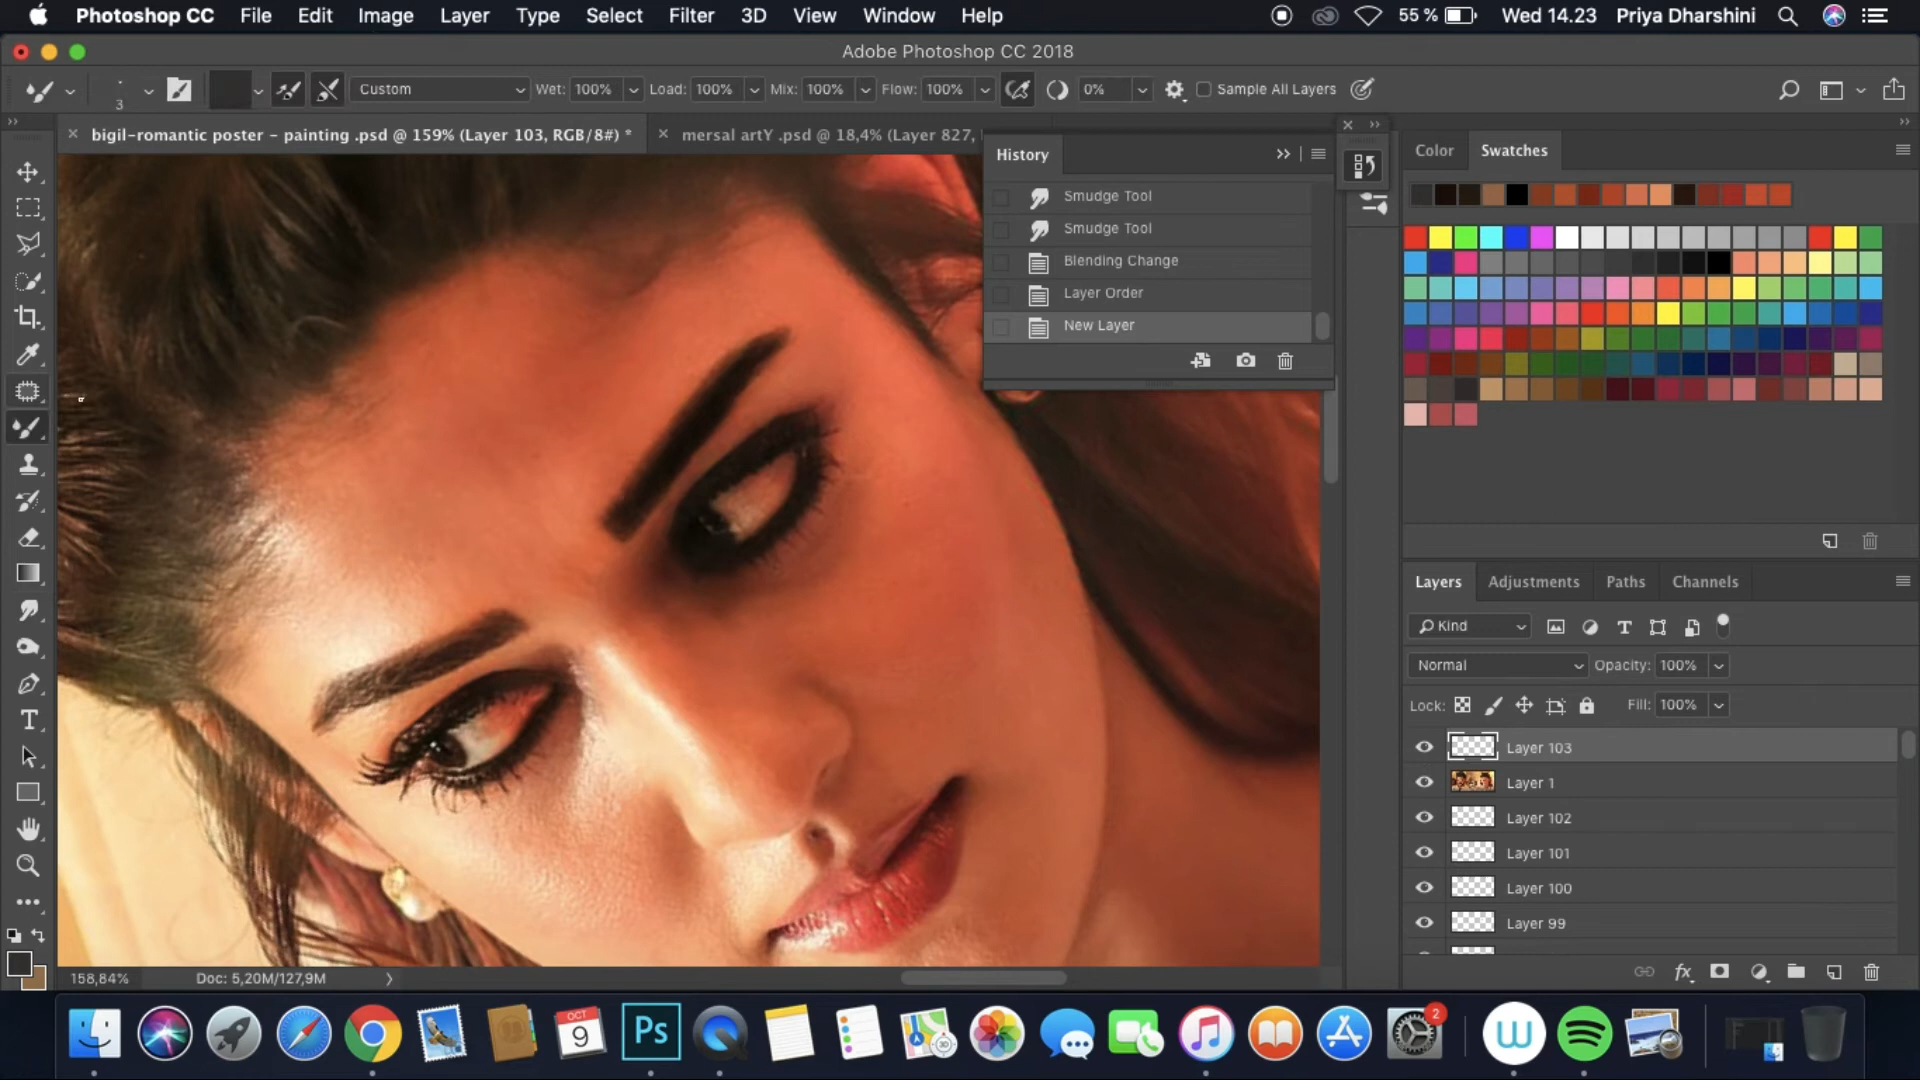 Photoshop CC File Edit Image Layer Type Select Filter 3D View Window Help 55 % Wed 14.23 Priya Dharshini
Adobe Photoshop CC 2018
3 Custom Wet: 100% Load: 100% Mix: 100% Flow: 100% 0% Sample All Layers
bigil-romantic poster - painting .psd @ 159% (Layer 103, RGB/8#) *
mersal artY .psd @ 18,4% (Layer 827,
History
Smudge Tool
Smudge Tool
Blending Change
Layer Order
New Layer
Color Swatches
Layers Adjustments Paths Channels
Kind
Normal Opacity: 100%
Lock: Fill: 100%
Layer 103
Layer 1
Layer 102
Layer 101
Layer 100
Layer 99
158,84% Doc: 5,20M/127,9M
OCT
9
Ps
2